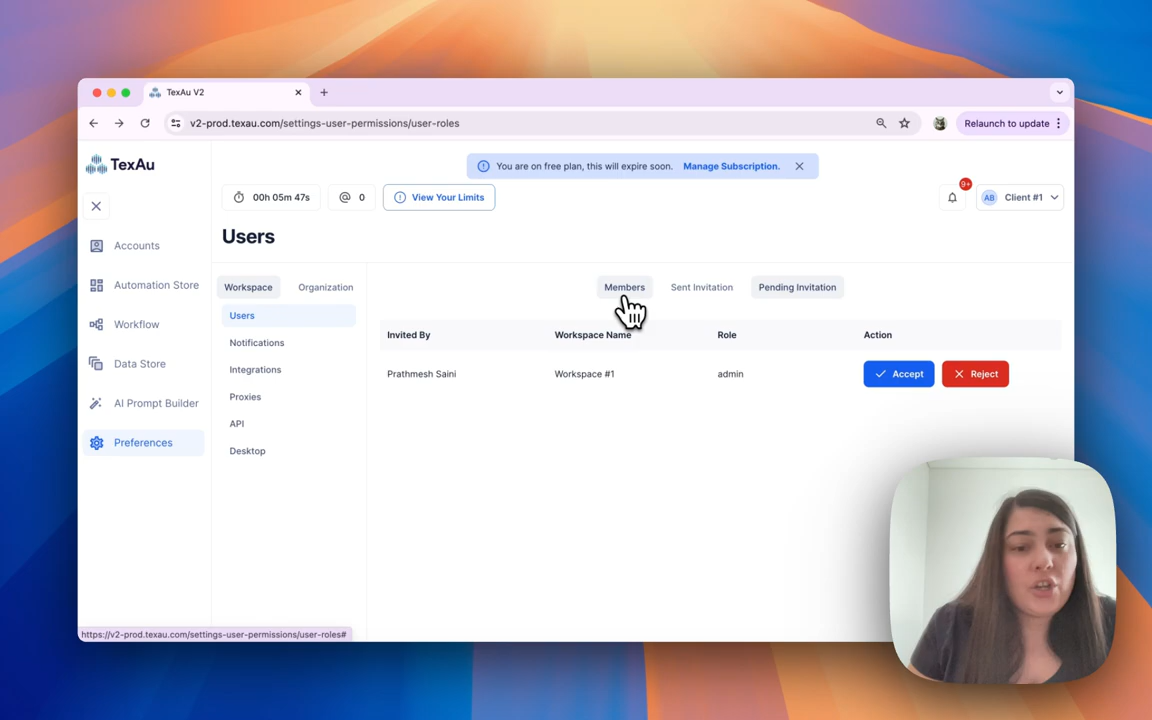 TexAu V2
v2-prod.texau.com/settings-user-permissions/user-roles
Relaunch to update
TexAu
You are on free plan, this will expire soon. Manage Subscription.
00h 05m 47s
0
View Your Limits
9+
AB
Client #1
Users
Accounts
Automation Store
Workflow
Data Store
AI Prompt Builder
Preferences
Workspace
Organization
Users
Notifications
Integrations
Proxies
API
Desktop
Members
Sent Invitation
Pending Invitation
Invited By
Workspace Name
Role
Action
Prathmesh Saini
Workspace #1
admin
Accept
Reject
https://v2-prod.texau.com/settings-user-permissions/user-roles#